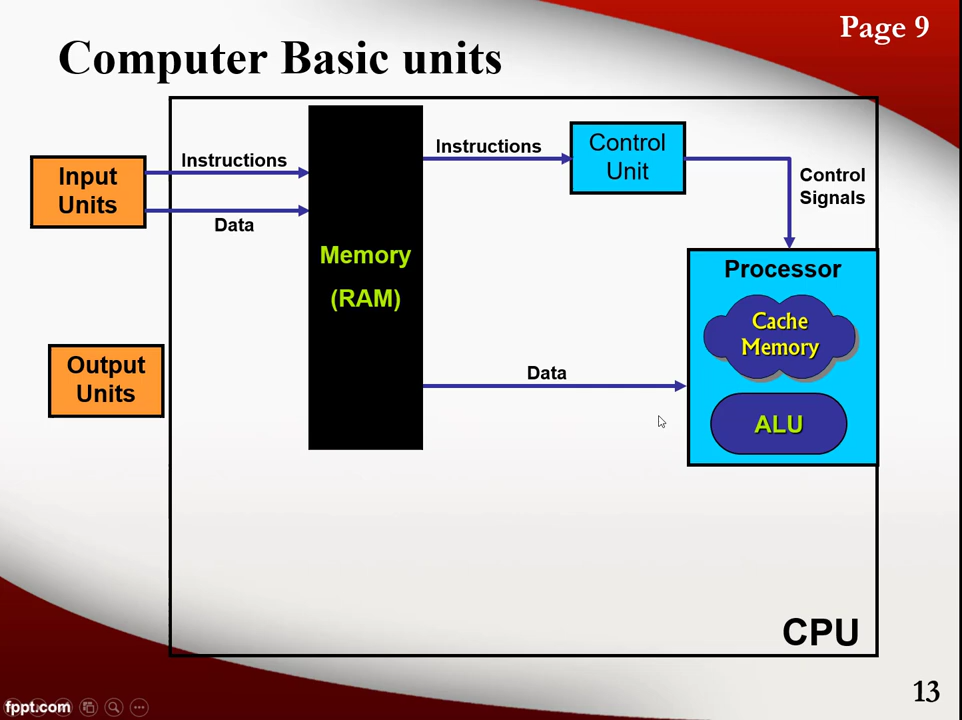 Page 9
Computer Basic units
Instructions
Data
Input
Units
Memory
(RAM)
Instructions
Control
Unit
Control
Signals
Processor
Cache
Memory
ALU
Data
Output
Units
CPU
13
fppt.com